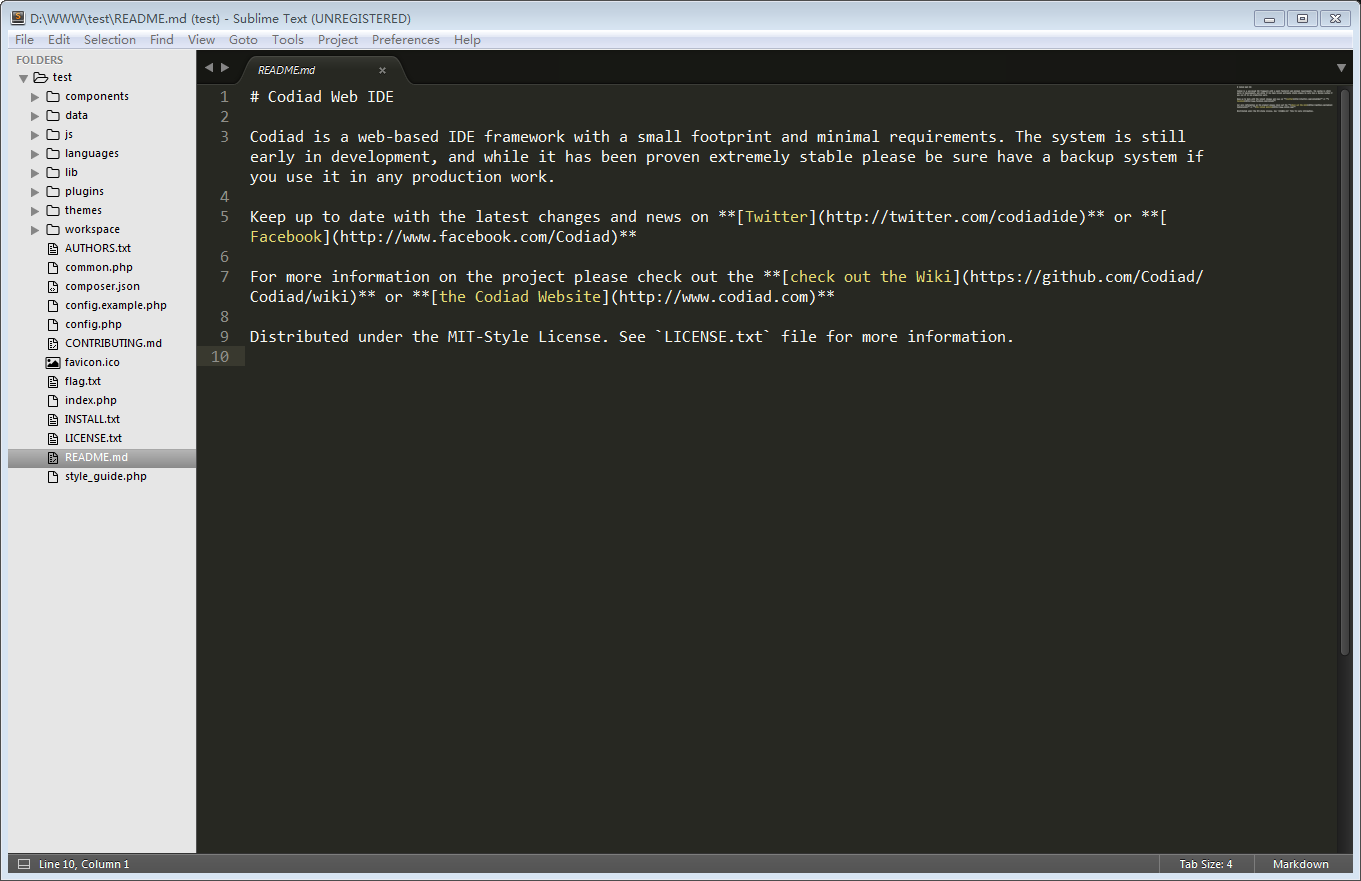 D:\WWW\test\README.md (test) - Sublime Text (UNREGISTERED)
File Edit Selection Find View Goto Tools Project Preferences Help
FOLDERS
test
components
data
js
languages
lib
plugins
themes
workspace
AUTHORS.txt
common.php
composer.json
config.example.php
config.php
CONTRIBUTING.md
favicon.ico
flag.txt
index.php
INSTALL.txt
LICENSE.txt
README.md
style_guide.php
README.md
1 # Codiad Web IDE
2
3 Codiad is a web-based IDE framework with a small footprint and minimal requirements. The system is still
early in development, and while it has been proven extremely stable please be sure have a backup system if
you use it in any production work.
4
5 Keep up to date with the latest changes and news on **[Twitter](http://twitter.com/codiadide)** or **[
Facebook](http://www.facebook.com/Codiad)**
6
7 For more information on the project please check out the **[check out the Wiki](https://github.com/Codiad/
Codiad/wiki)** or **[the Codiad Website](http://www.codiad.com)**
8
9 Distributed under the MIT-Style License. See `LICENSE.txt` file for more information.
10
Line 10, Column 1
Tab Size: 4
Markdown